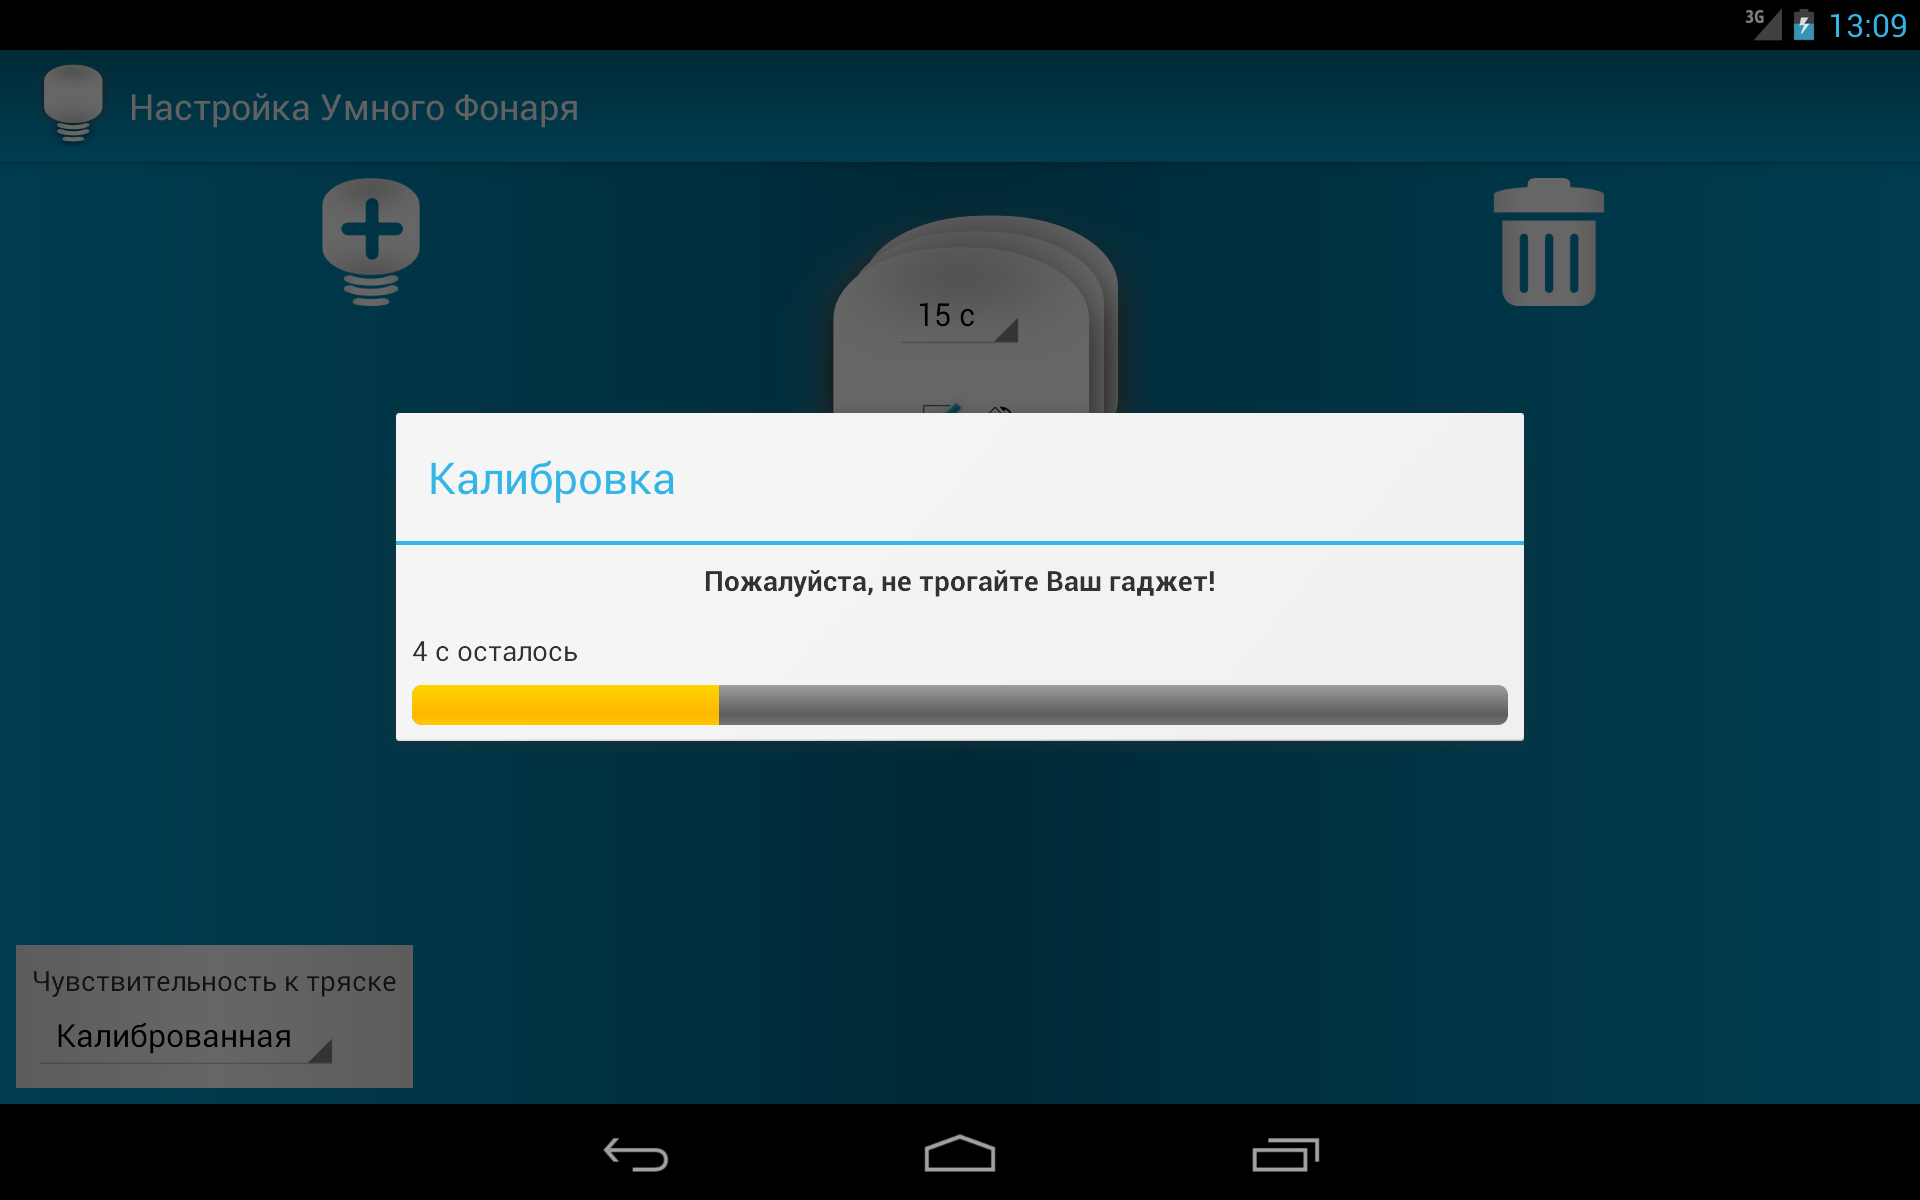 3G
13:09
Настройка Умного Фонаря
15 с
Калибровка
Пожалуйста, не трогайте Ваш гаджет!
4 с осталось
Чувствительность к тряске
Калиброванная